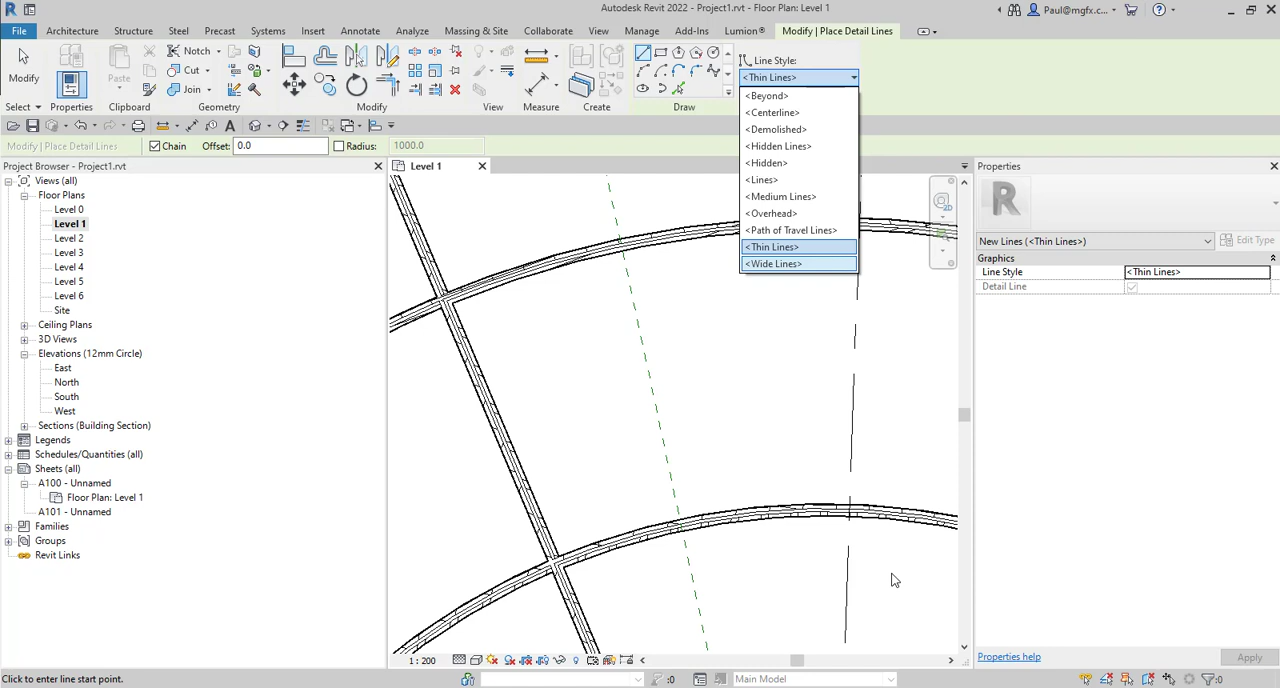 Autodesk Revit 2022 - Project1.rvt - Floor Plan: Level 1
Paul@mgfx.c...
File Architecture Structure Steel Precast Systems Insert Annotate Analyze Massing & Site Collaborate View Manage Add-Ins Lumion® Modify | Place Detail Lines
Modify
Paste
Notch
Cut
Join
Line Style:
<Thin Lines>
Select Properties Clipboard Geometry Modify View Measure Create Draw
Modify | Place Detail Lines Chain Offset: 0.0 Radius: 1000.0
Project Browser - Project1.rvt
Level 1
Properties
Views (all)
Floor Plans
Level 0
Level 1
Level 2
Level 3
Level 4
Level 5
Level 6
Site
Ceiling Plans
3D Views
Elevations (12mm Circle)
East
North
South
West
Sections (Building Section)
Legends
Schedules/Quantities (all)
Sheets (all)
A100 - Unnamed
Floor Plan: Level 1
A101 - Unnamed
Families
Groups
Revit Links
<Beyond>
<Centerline>
<Demolished>
<Hidden Lines>
<Hidden>
<Lines>
<Medium Lines>
<Overhead>
<Path of Travel Lines>
<Thin Lines>
<Wide Lines>
2D
New Lines (<Thin Lines>) Edit Type
Graphics
Line Style <Thin Lines>
Detail Line
1 : 200
Properties help
Apply
Click to enter line start point.
:0
Main Model
:0